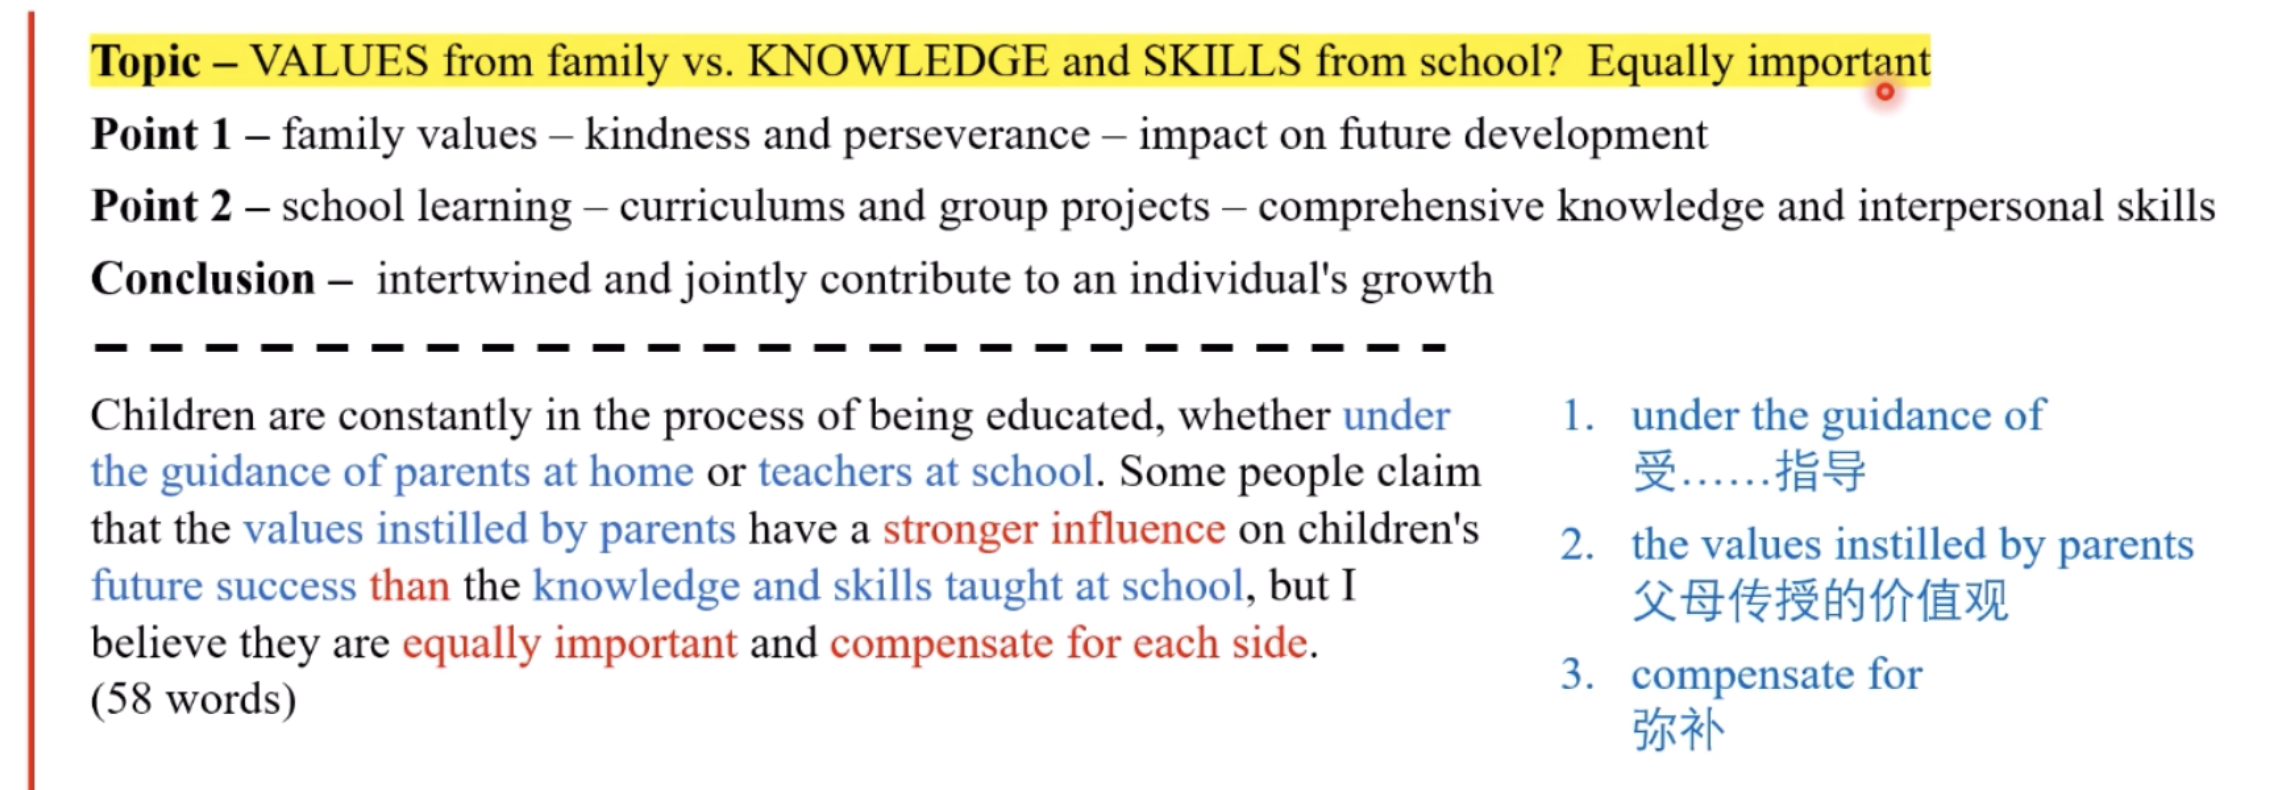 Topic – VALUES from family vs. KNOWLEDGE and SKILLS from school?  Equally important
Point 1 – family values – kindness and perseverance – impact on future development
Point 2 – school learning – curriculums and group projects – comprehensive knowledge and interpersonal skills
Conclusion –  intertwined and jointly contribute to an individual's growth
Children are constantly in the process of being educated, whether under
the guidance of parents at home or teachers at school. Some people claim
that the values instilled by parents have a stronger influence on children's
future success than the knowledge and skills taught at school, but I
believe they are equally important and compensate for each side.
(58 words)
1. under the guidance of
受……指导
2. the values instilled by parents
父母传授的价值观
3. compensate for
弥补